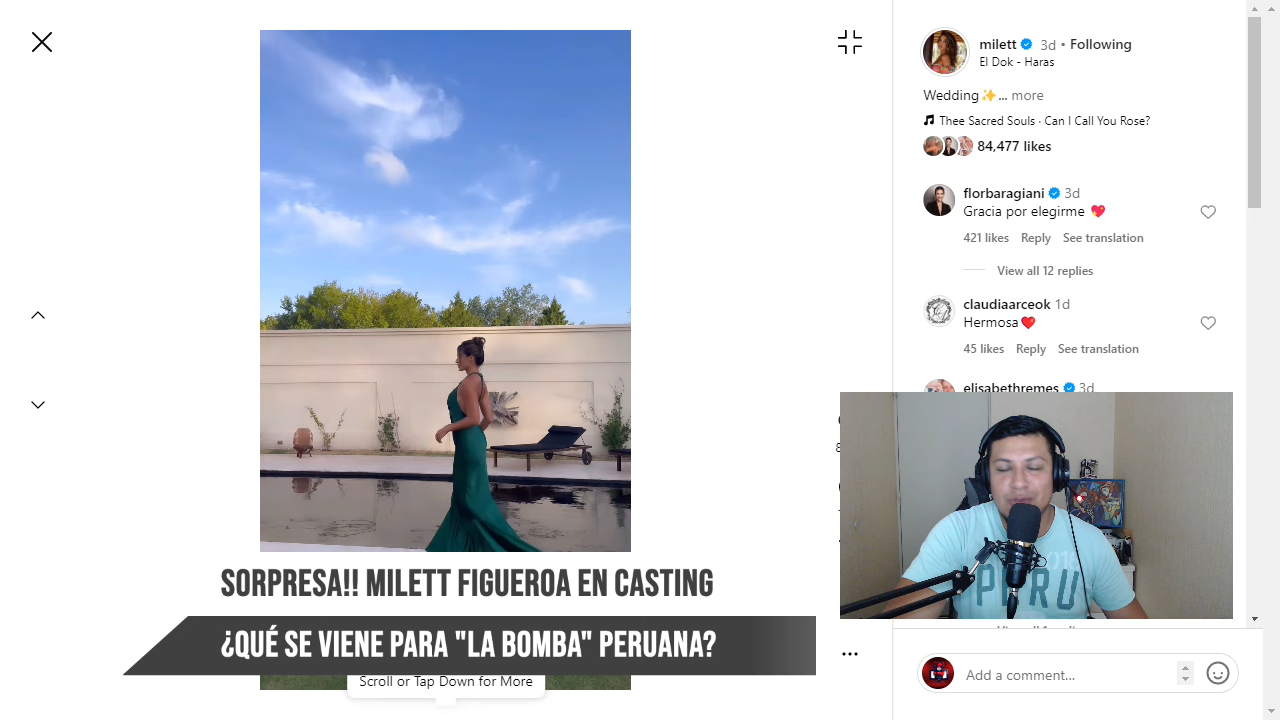 milett 3d • Following
El Dok - Haras
Wedding✨... more
Thee Sacred Souls · Can I Call You Rose?
84,477 likes
florbaragiani 3d
Gracia por elegirme 💖
421 likes Reply See translation
View all 12 replies
claudiaarceok 1d
Hermosa❤️
45 likes Reply See translation
elisabethremes 3d
PERU
SORPRESA!! MILETT FIGUEROA EN CASTING
¿QUÉ SE VIENE PARA "LA BOMBA" PERUANA?
Scroll or Tap Down for More
Add a comment...